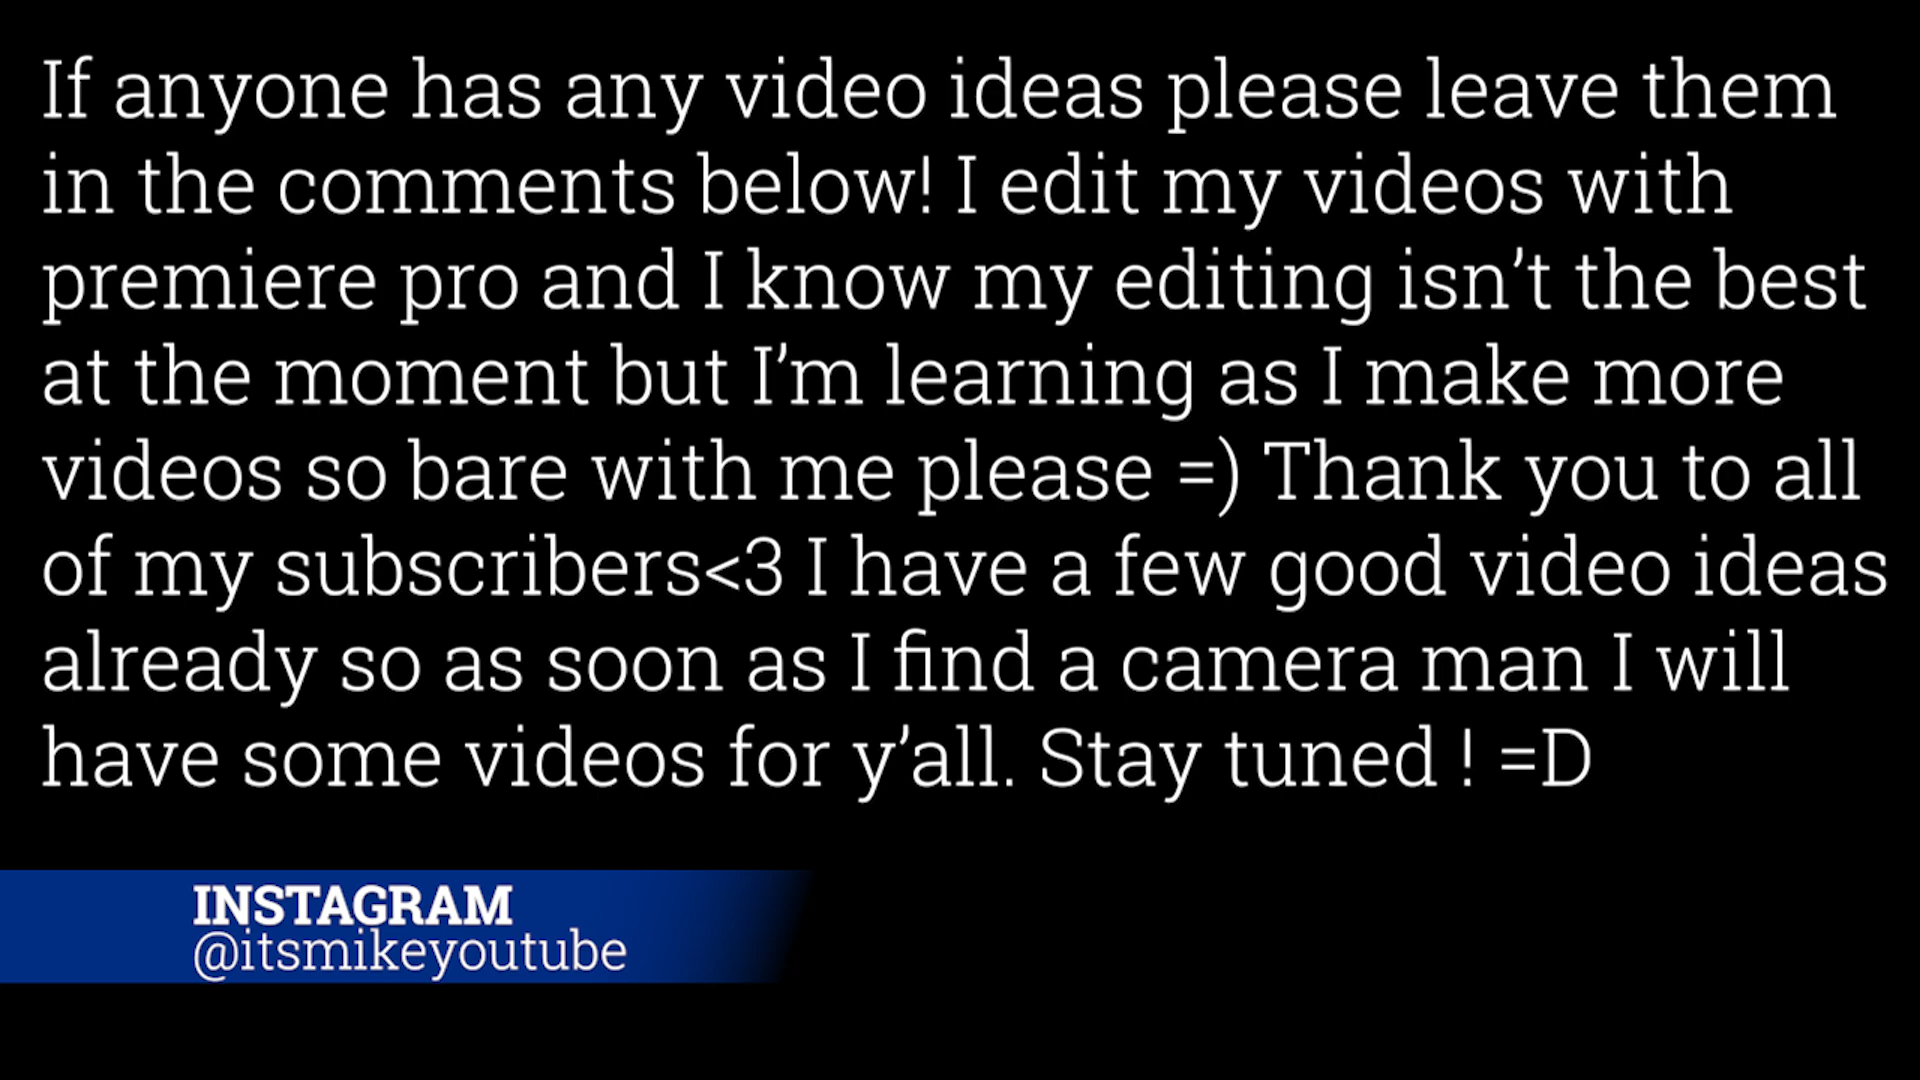 If anyone has any video ideas please leave them
in the comments below! I edit my videos with
premiere pro and I know my editing isn’t the best
at the moment but I’m learning as I make more
videos so bare with me please =) Thank you to all
of my subscribers<3 I have a few good video ideas
already so as soon as I find a camera man I will
have some videos for y’all. Stay tuned ! =D
INSTAGRAM
@itsmikeyoutube